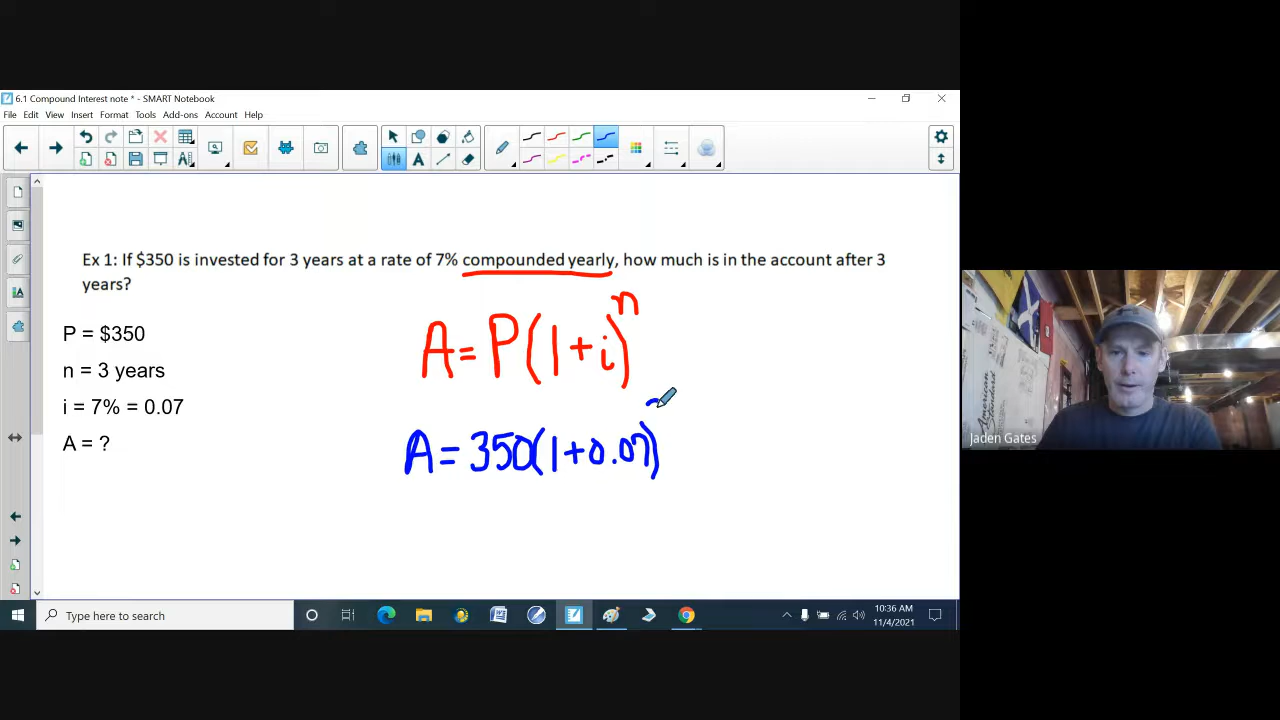 6.1 Compound Interest note * - SMART Notebook
File Edit View Insert Format Tools Add-ons Account Help
Ex 1: If $350 is invested for 3 years at a rate of 7% compounded yearly, how much is in the account after 3
years?
P = $350
n = 3 years
i = 7% = 0.07
A = ?
A = P(1+i)^n
A = 350(1+0.07)
American Standard
Jaden Gates
Type here to search
10:36 AM
11/4/2021